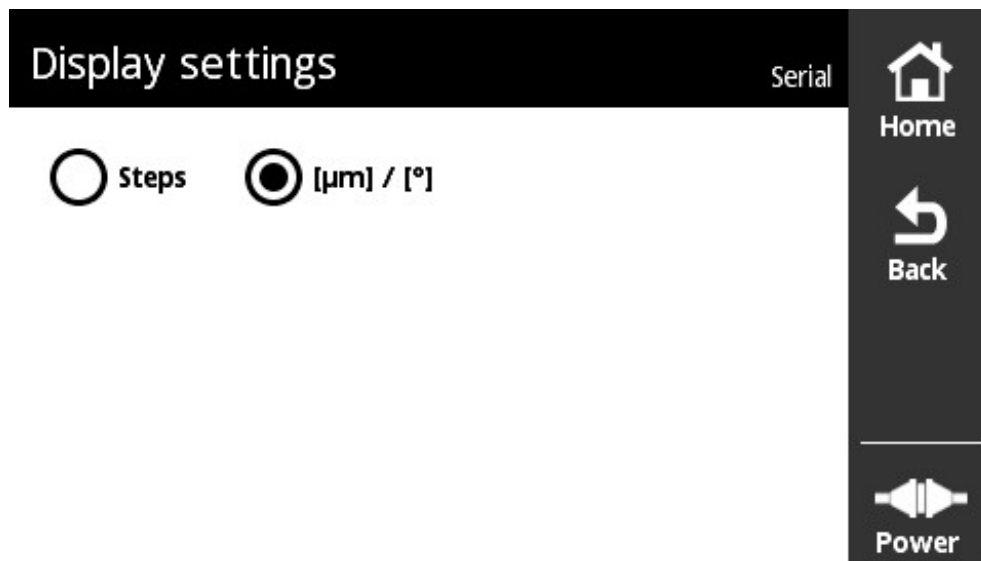 Display settings
Serial
Home
Steps
[µm] / [°]
Back
Power